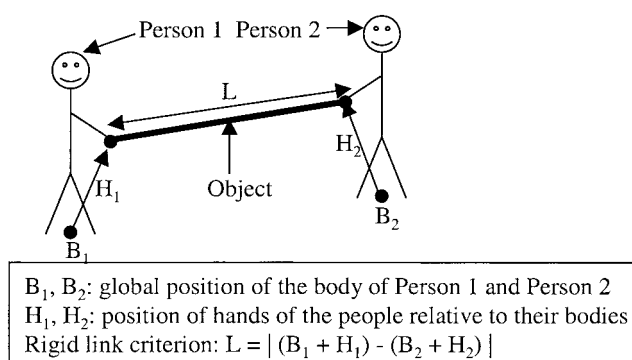 Person 1 Person 2
L
H₁
H₂
Object
B₁
B₂
B₁, B₂: global position of the body of Person 1 and Person 2
H₁, H₂: position of hands of the people relative to their bodies
Rigid link criterion: L = | (B₁ + H₁) - (B₂ + H₂) |